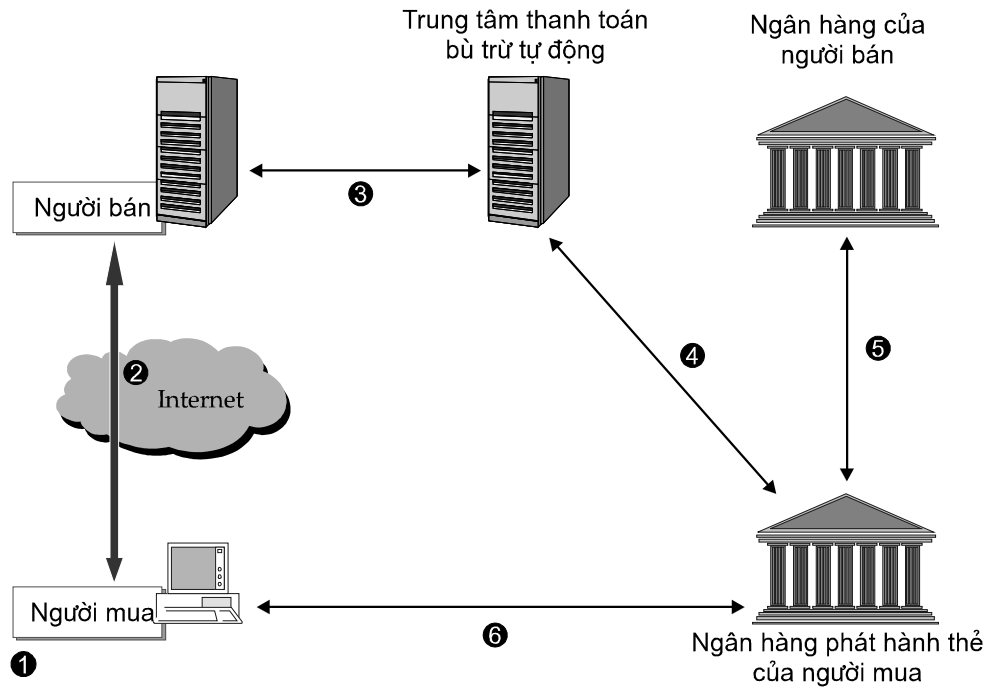 Trung tâm thanh toán
bù trừ tự động
Ngân hàng của
người bán
Người bán
3
2
Internet
4
5
Người mua
1
6
Ngân hàng phát hành thẻ
của người mua